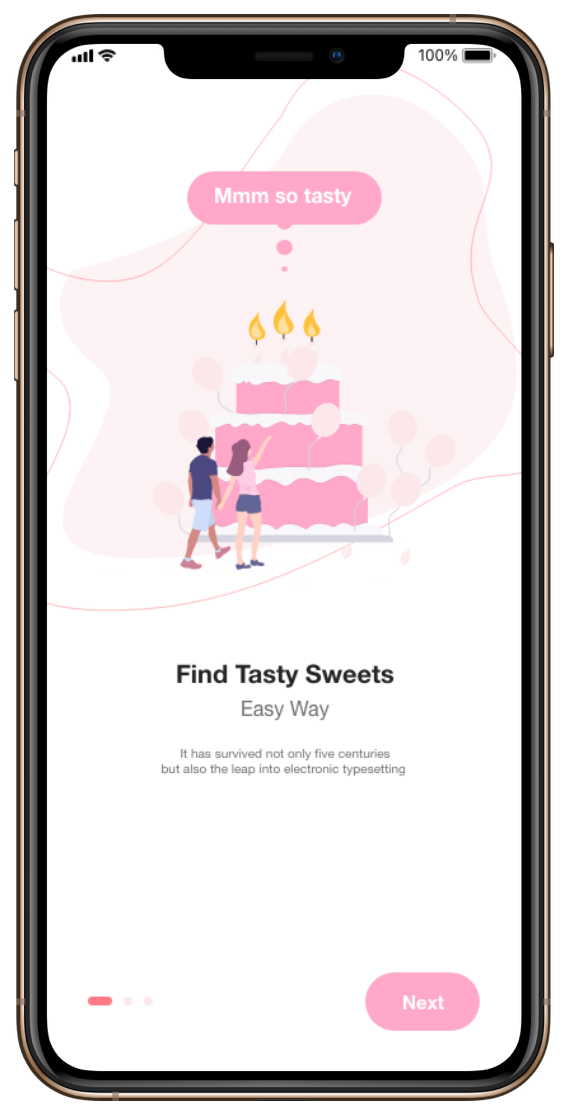 100%
Mmm so tasty
Find Tasty Sweets
Easy Way
It has survived not only five centuries
but also the leap into electronic typesetting
Next